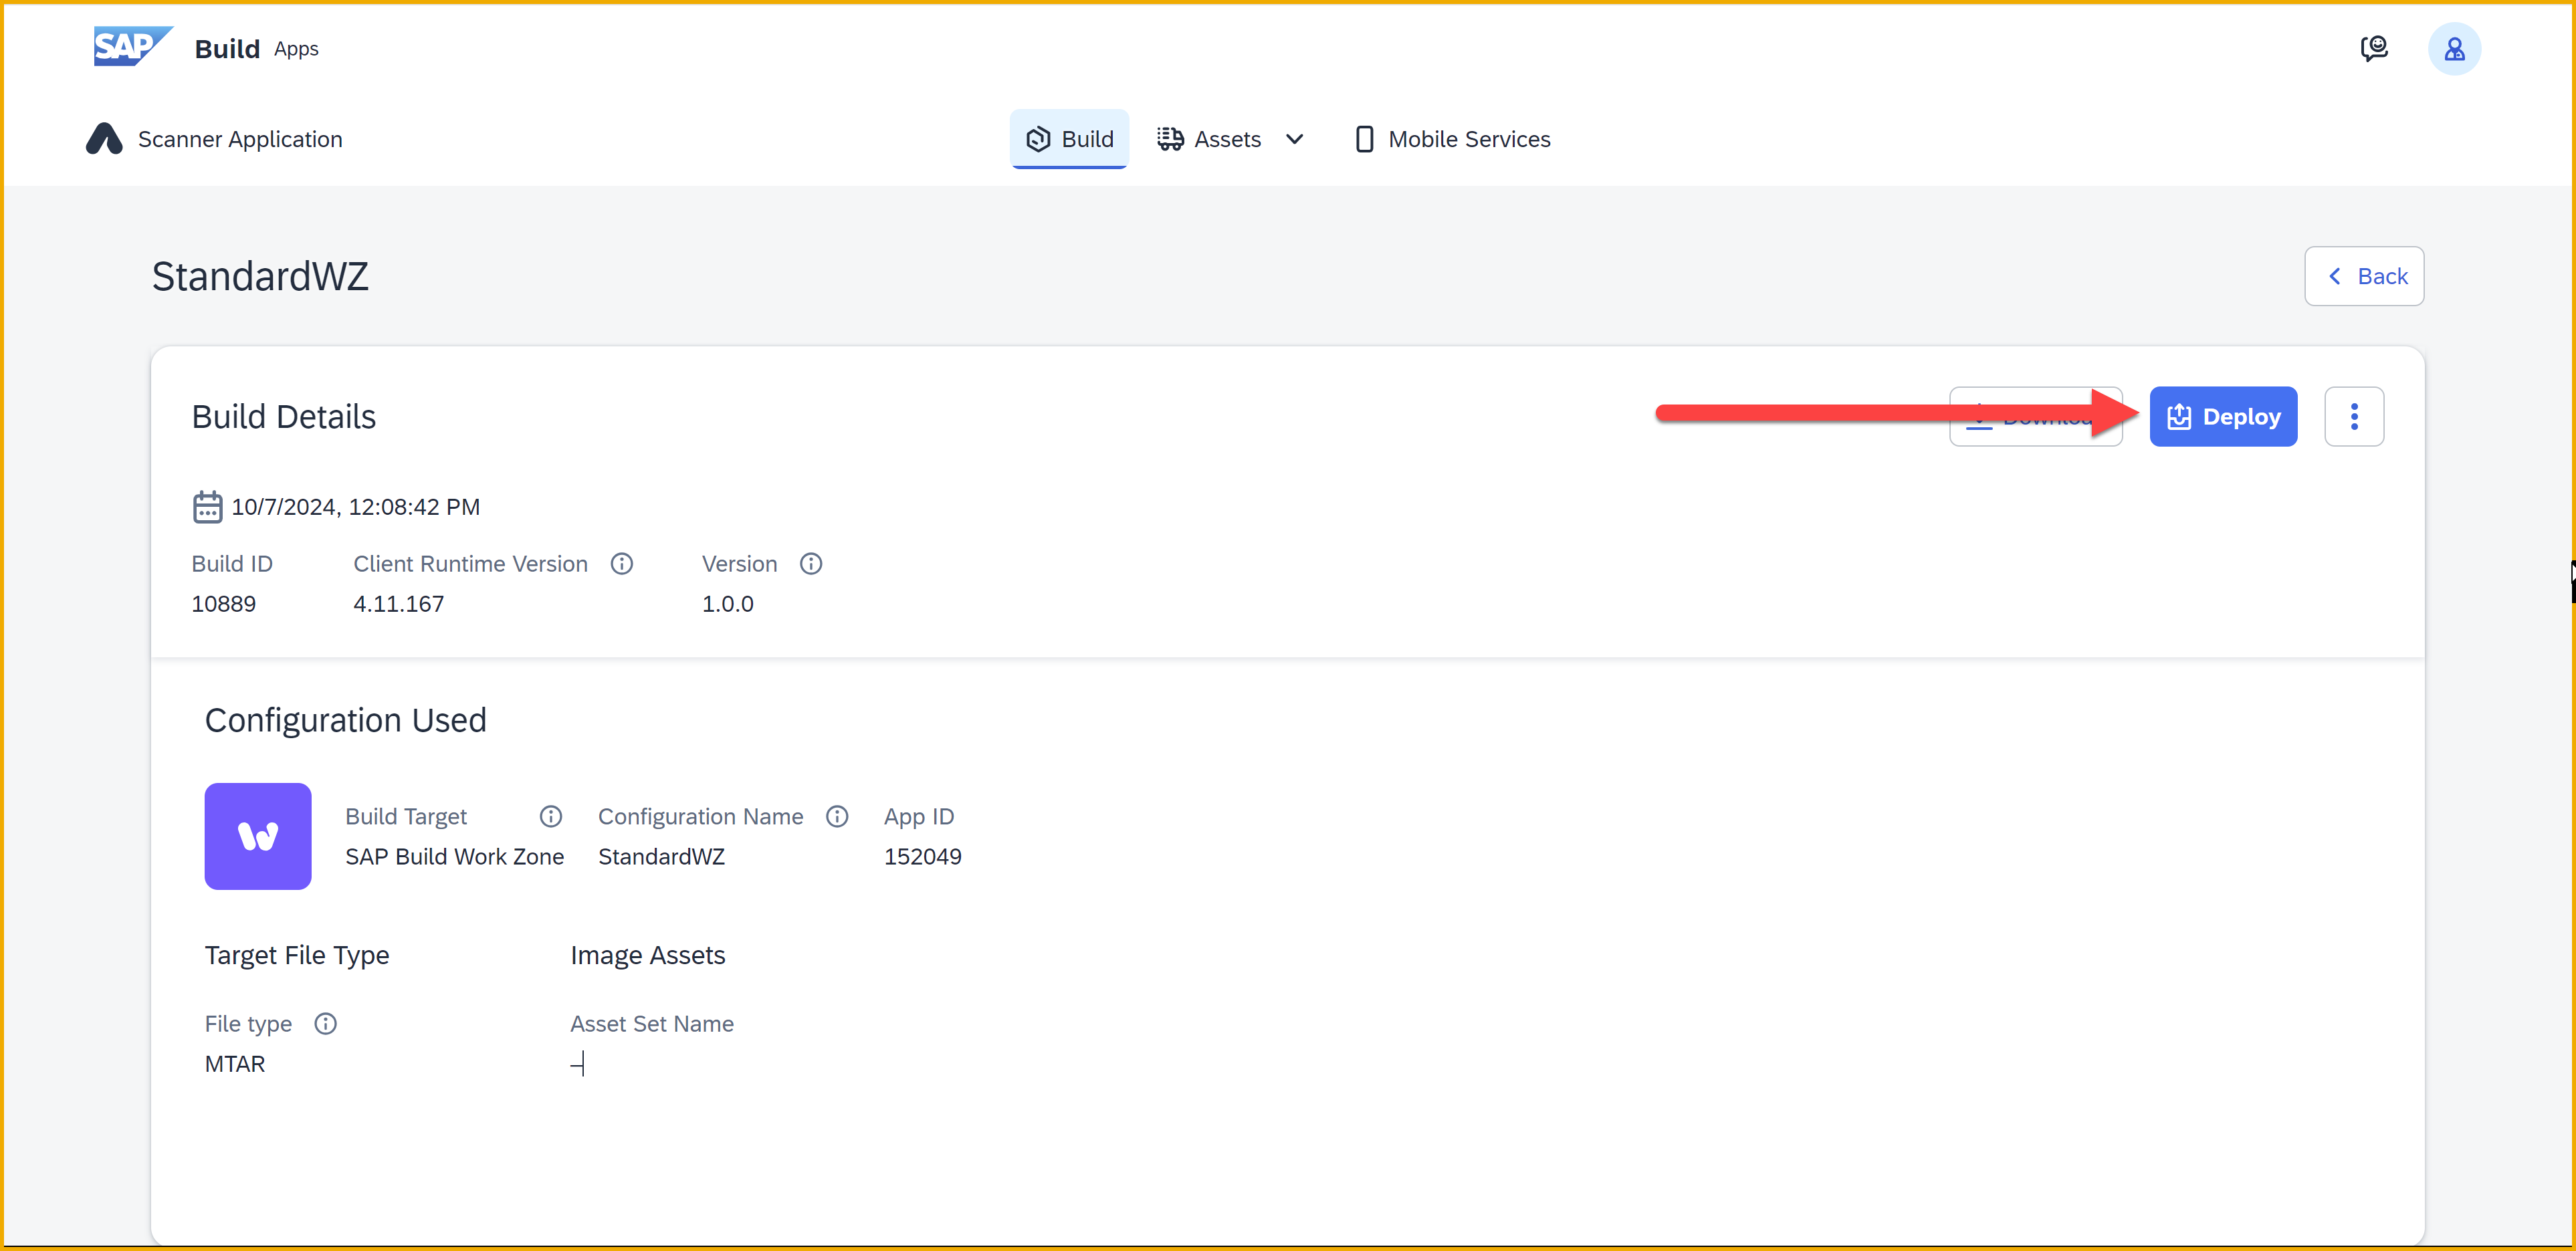 SAP Build Apps
Scanner Application Build Assets Mobile Services
StandardWZ Back
Build Details Deploy
10/7/2024, 12:08:42 PM
Build ID Client Runtime Version Version
10889 4.11.167 1.0.0
Configuration Used
Build Target Configuration Name App ID
SAP Build Work Zone StandardWZ 152049
Target File Type Image Assets
File type Asset Set Name
MTAR –